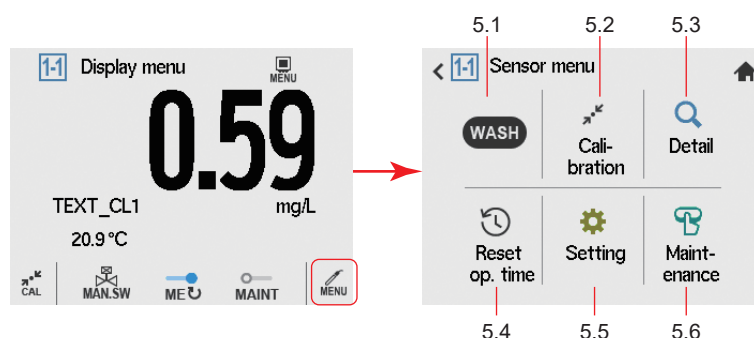 5.1
5.2
5.3
1-1 Display menu
MENU
0.59
TEXT_CL1
mg/L
20.9 °C
CAL
MAN.SW
ME
MAINT
MENU
1-1 Sensor menu
WASH
Cali-
bration
Detail
Reset
op. time
Setting
Maint-
enance
5.4
5.5
5.6